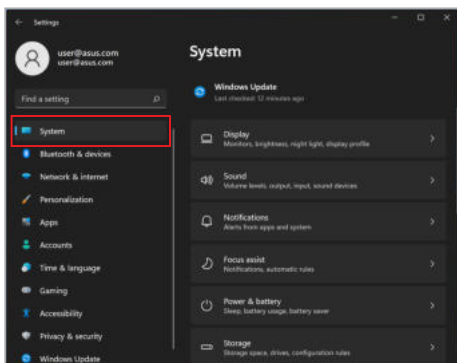 Settings
user@asus.com
user@asus.com
Find a setting
System
Bluetooth & devices
Network & internet
Personalization
Apps
Accounts
Time & language
Gaming
Accessibility
Privacy & security
Windows Update
System
Windows Update
Last checked: 12 minutes ago
Display
Monitors, brightness, night light, display profile
Sound
Volume levels, output, input, sound devices
Notifications
Alerts from apps and system
Focus assist
Notifications, automatic rules
Power & battery
Sleep, battery usage, battery saver
Storage
Storage space, drives, configuration rules